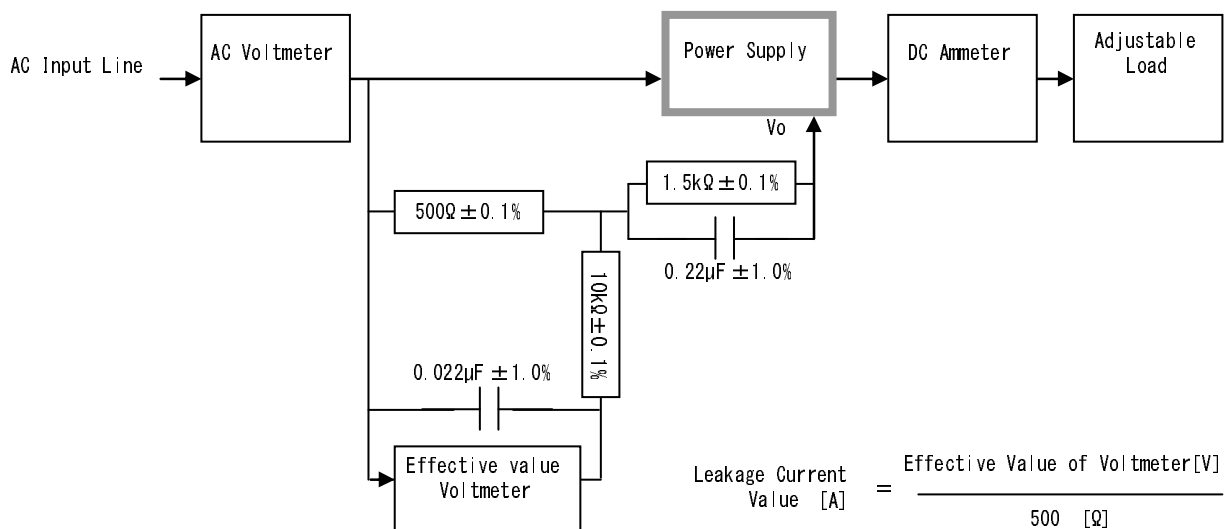 AC Input Line
AC Voltmeter
Power Supply
DC Ammeter
Adjustable
Load
Vo
500Ω±0.1%
1.5kΩ±0.1%
0.22μF±1.0%
10kΩ±0.1%
0.022μF±1.0%
Effective value
Voltmeter
Leakage Current
Value [A]
=
Effective Value of Voltmeter[V]
500 [Ω]